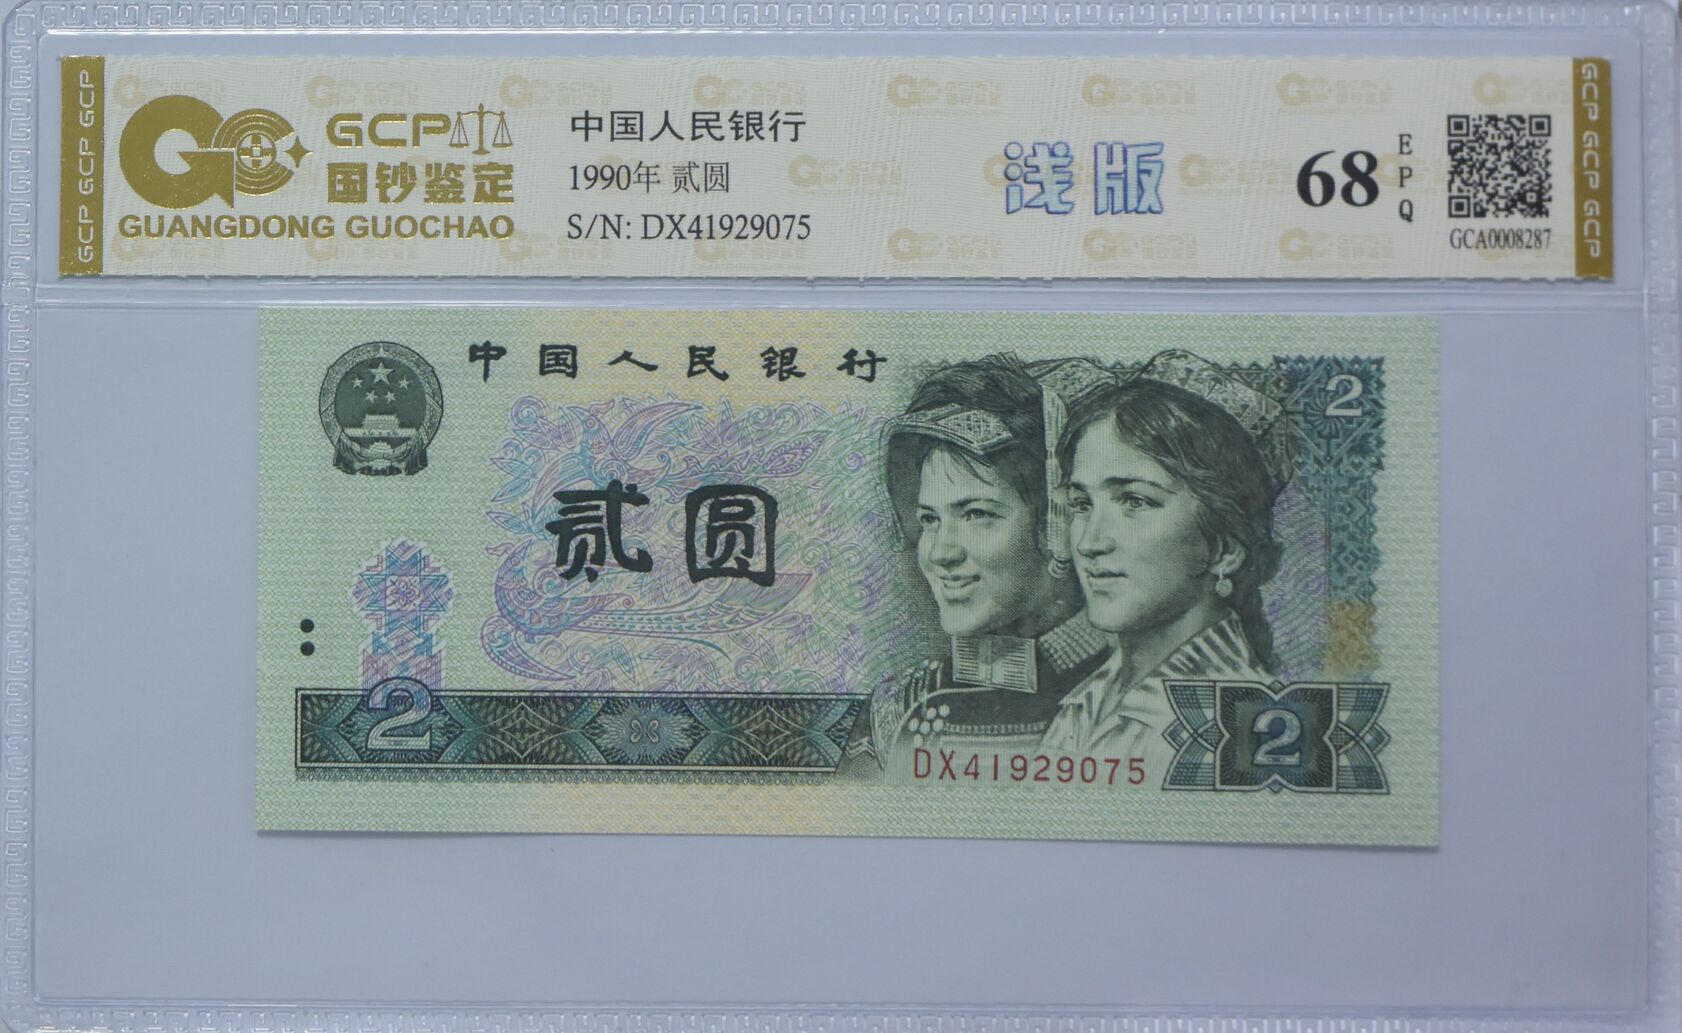 GCP GCP GCP
GCP
国钞鉴定
GUANGDONG GUOCHAO
中国人民银行
1990年 贰圆
S/N: DX41929075
浅版
68
EPQ
GCA0008287
GCP GCP GCP
中国人民银行
2
贰圆
2
2
DX41929075